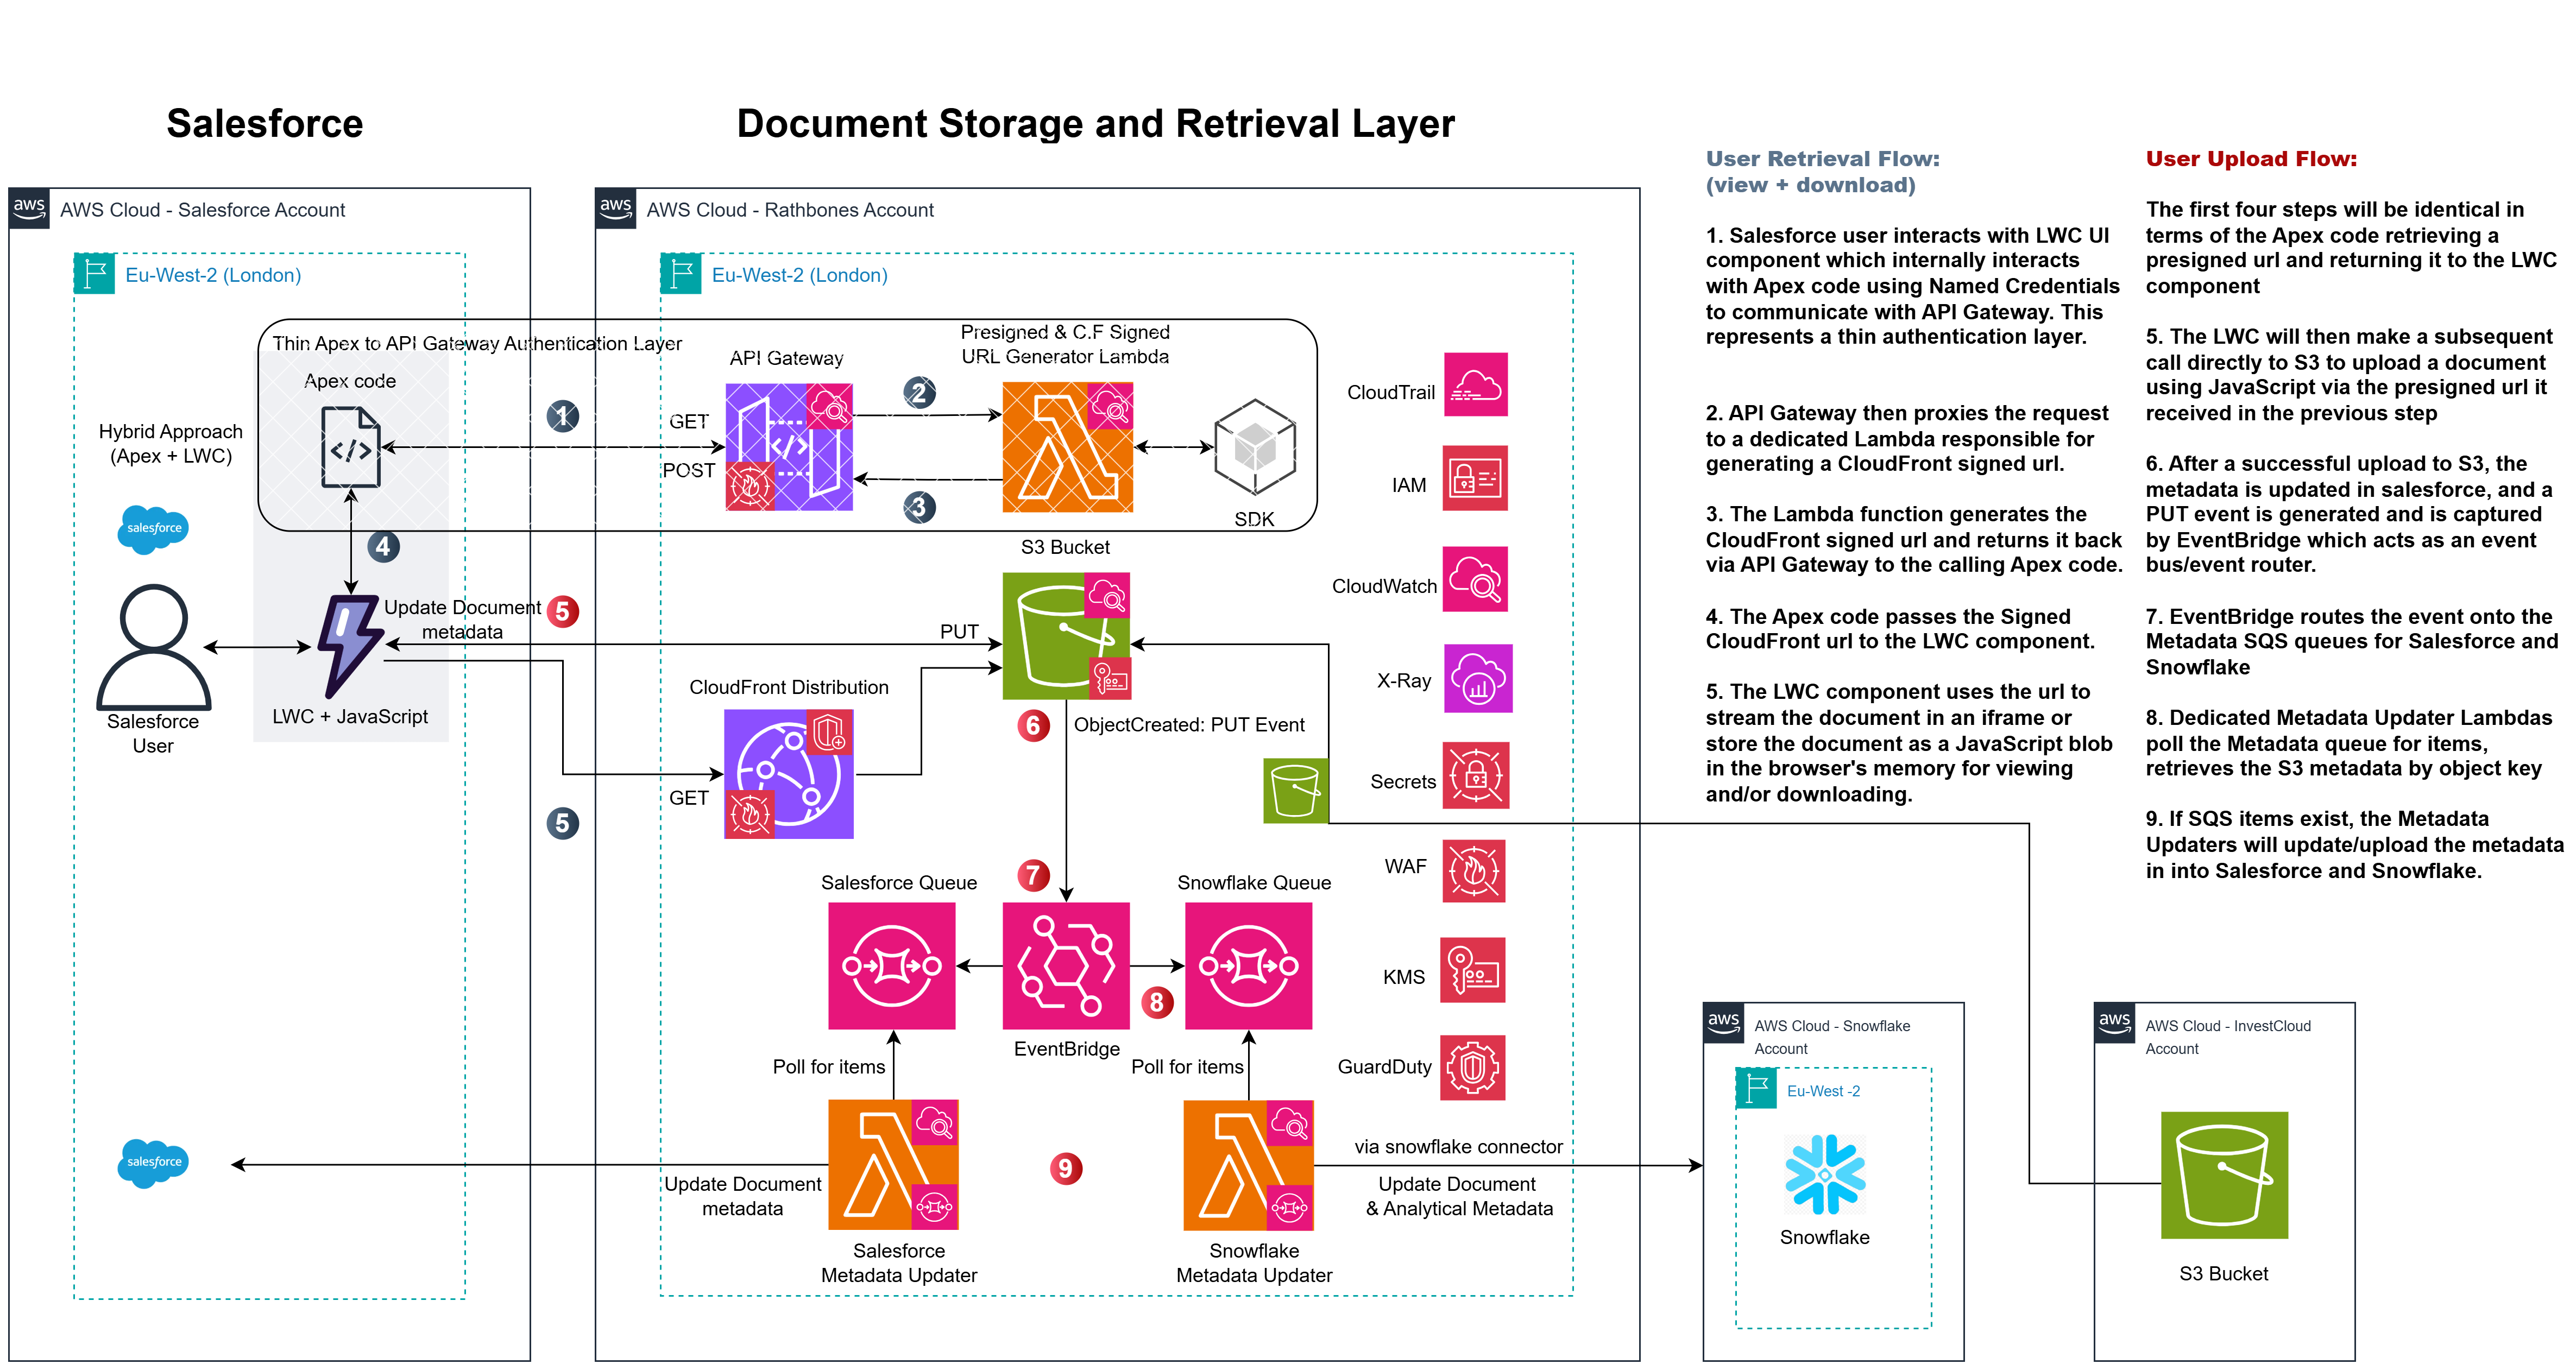 Salesforce
Document Storage and Retrieval Layer
aws
AWS Cloud - Salesforce Account
Eu-West-2 (London)
aws
AWS Cloud - Rathbones Account
Eu-West-2 (London)
Thin Apex to API Gateway Authentication Layer
Apex code
Hybrid Approach
(Apex + LWC)
salesforce
Salesforce
User
LWC + JavaScript
1
GET
POST
API Gateway
2
3
Presigned & C.F Signed
URL Generator Lambda
SDK
4
Update Document
metadata
5
PUT
S3 Bucket
CloudFront Distribution
GET
5
6
ObjectCreated: PUT Event
7
Salesforce Queue
Snowflake Queue
EventBridge
8
Poll for items
Poll for items
9
salesforce
Update Document
metadata
Salesforce
Metadata Updater
Snowflake
Metadata Updater
via snowflake connector
Update Document
& Analytical Metadata
CloudTrail
IAM
CloudWatch
X-Ray
Secrets
WAF
KMS
GuardDuty
User Retrieval Flow:
(view + download)
1. Salesforce user interacts with LWC UI
component which internally interacts
with Apex code using Named Credentials
to communicate with API Gateway. This
represents a thin authentication layer.
2. API Gateway then proxies the request
to a dedicated Lambda responsible for
generating a CloudFront signed url.
3. The Lambda function generates the
CloudFront signed url and returns it back
via API Gateway to the calling Apex code.
4. The Apex code passes the Signed
CloudFront url to the LWC component.
5. The LWC component uses the url to
stream the document in an iframe or
store the document as a JavaScript blob
in the browser's memory for viewing
and/or downloading.
User Upload Flow:
The first four steps will be identical in
terms of the Apex code retrieving a
presigned url and returning it to the LWC
component
5. The LWC will then make a subsequent
call directly to S3 to upload a document
using JavaScript via the presigned url it
received in the previous step
6. After a successful upload to S3, the
metadata is updated in salesforce, and a
PUT event is generated and is captured
by EventBridge which acts as an event
bus/event router.
7. EventBridge routes the event onto the
Metadata SQS queues for Salesforce and
Snowflake
8. Dedicated Metadata Updater Lambdas
poll the Metadata queue for items,
retrieves the S3 metadata by object key
9. If SQS items exist, the Metadata
Updaters will update/upload the metadata
in into Salesforce and Snowflake.
aws
AWS Cloud - Snowflake
Account
Eu-West -2
Snowflake
aws
AWS Cloud - InvestCloud
Account
S3 Bucket